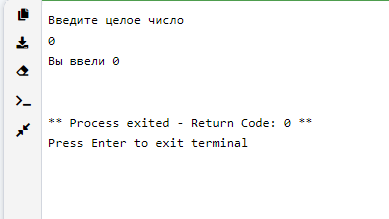 Введите целое число
0
Вы ввели 0
** Process exited - Return Code: 0 **
Press Enter to exit terminal